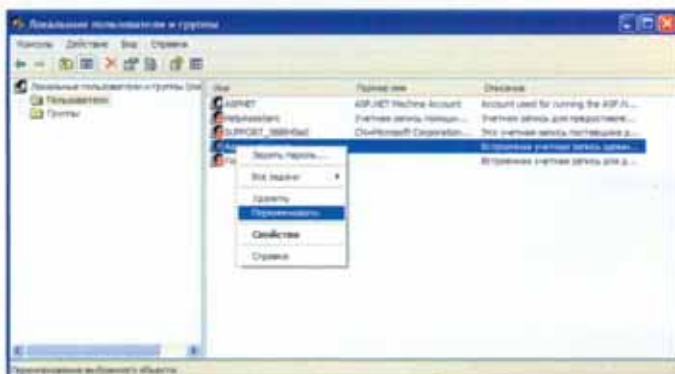 Локальные пользователи и группы
Консоль Действие Вид Справка
Локальные пользователи и группы (лок
Пользователи
Группы
Имя Полное имя Описание
ASPNET ASP.NET Machine Account Account used for running the ASP.N...
HelpAssistant Учетная запись помощн... Учетная запись для предоставле...
SUPPORT_388945a0 CN=Microsoft Corporation... Это учетная запись поставщика д...
Встроенная учетная запись админ...
Встроенная учетная запись для д...
Задать пароль...
Все задачи
Удалить
Переименовать
Свойства
Справка
Переименование выбранного объекта.